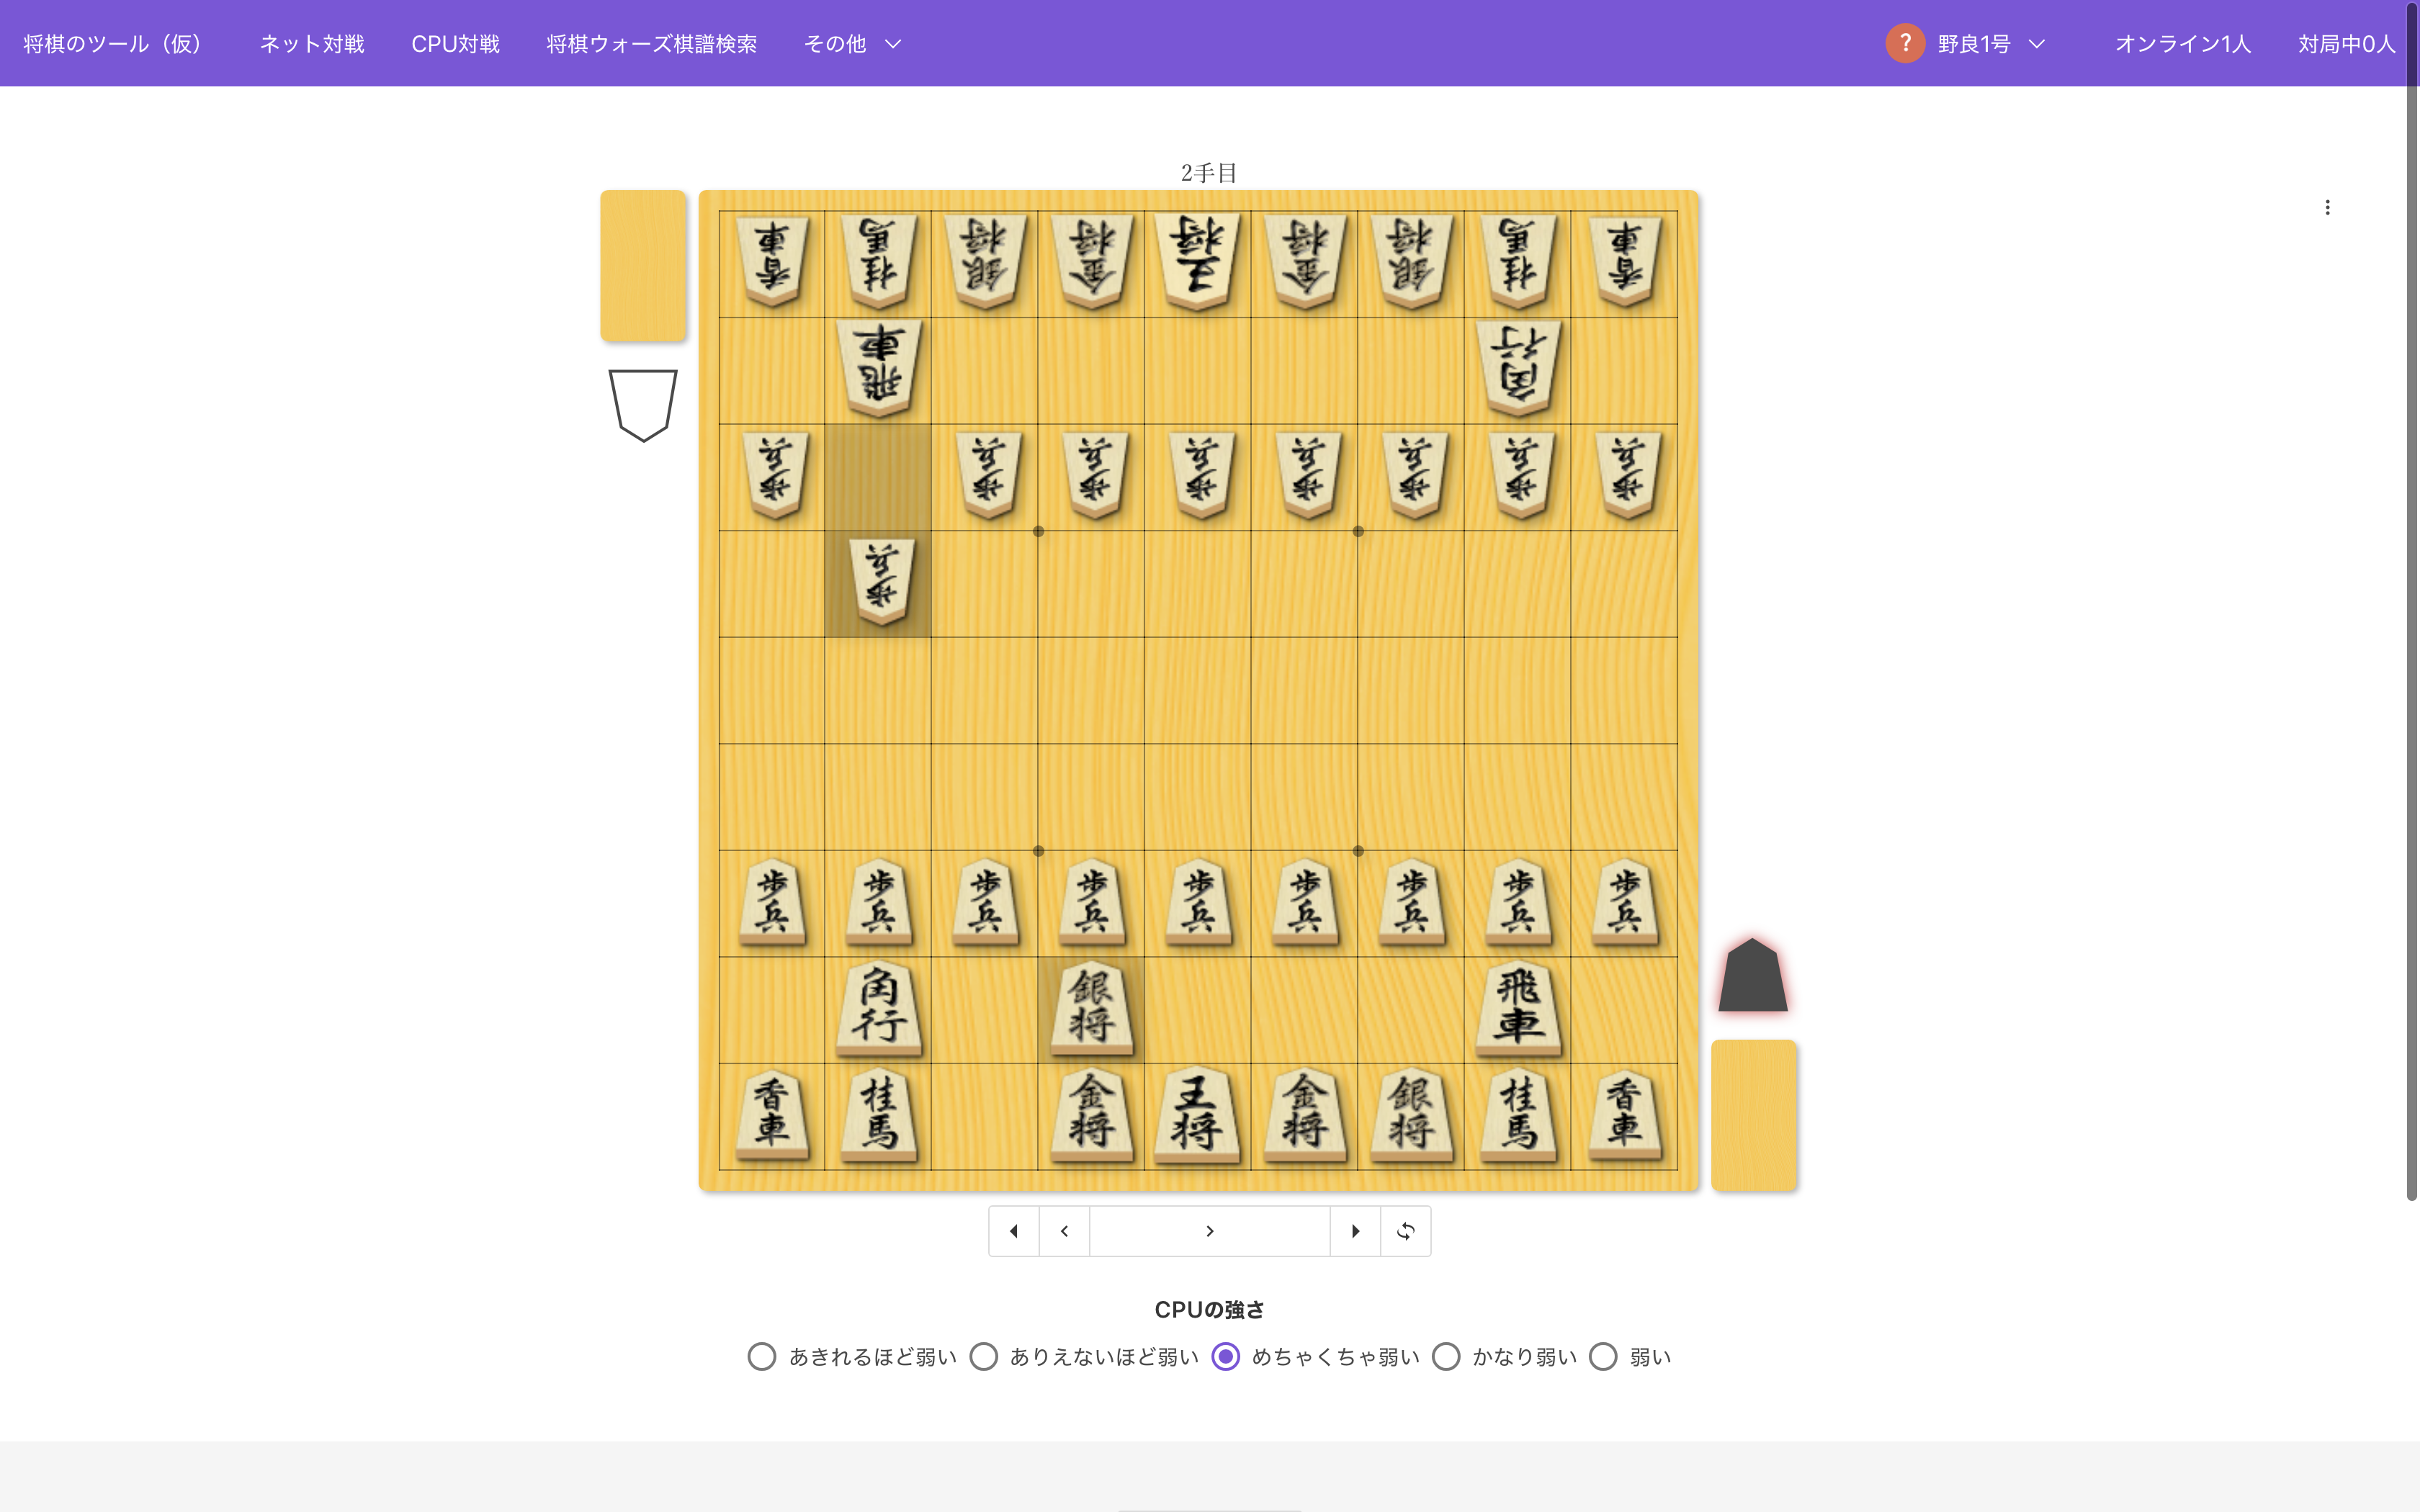 将棋のツール（仮） ネット対戦 CPU対戦 将棋ウォーズ棋譜検索 その他 ? 野良1号 オンライン1人 対局中0人
2手目
香車 桂馬 銀将 金将 王将 金将 銀将 桂馬 香車
飛車 角行
歩兵 歩兵 歩兵 歩兵 歩兵 歩兵 歩兵 歩兵
歩兵
歩兵 歩兵 歩兵 歩兵 歩兵 歩兵 歩兵 歩兵 歩兵
角行 銀将 飛車
香車 桂馬 金将 王将 金将 銀将 桂馬 香車
CPUの強さ
あきれるほど弱い ありえないほど弱い めちゃくちゃ弱い かなり弱い 弱い